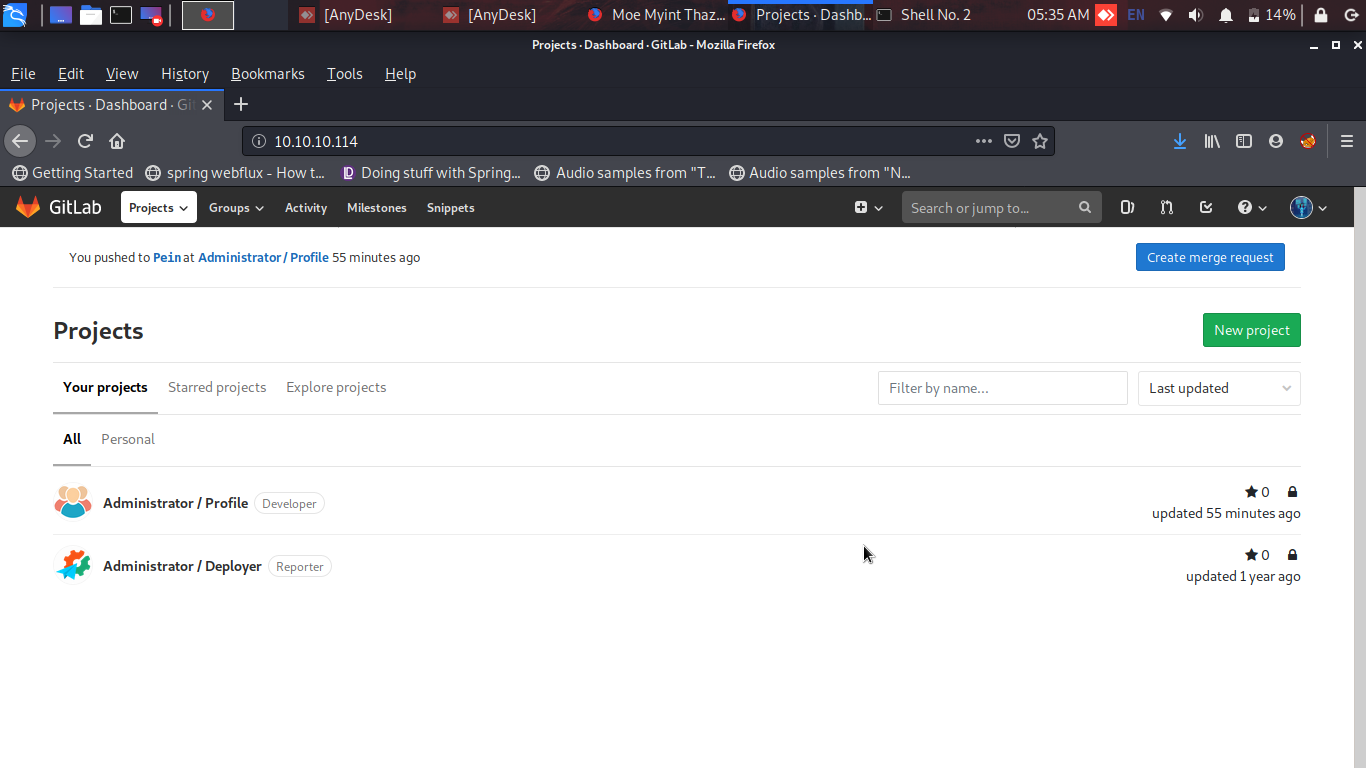 [AnyDesk] [AnyDesk] Moe Myint Thaz... Projects · Dashb... Shell No. 2 05:35 AM EN 14%
Projects · Dashboard · GitLab - Mozilla Firefox
File Edit View History Bookmarks Tools Help
Projects · Dashboard · Git
10.10.10.114
Getting Started spring webflux - How t... Doing stuff with Spring... Audio samples from "T... Audio samples from "N...
GitLab Projects Groups Activity Milestones Snippets Search or jump to...
You pushed to Pein at Administrator / Profile 55 minutes ago Create merge request
Projects New project
Your projects Starred projects Explore projects Filter by name... Last updated
All Personal
Administrator / Profile Developer 0
updated 55 minutes ago
Administrator / Deployer Reporter 0
updated 1 year ago